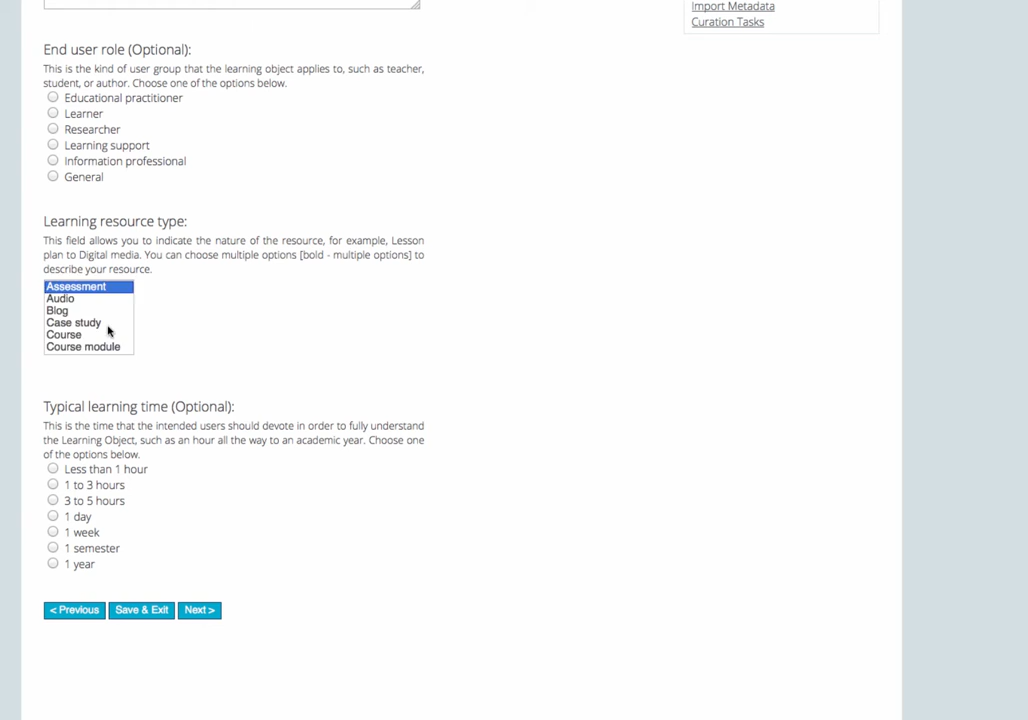 Import Metadata
Curation Tasks
End user role (Optional):
This is the kind of user group that the learning object applies to, such as teacher,
student, or author. Choose one of the options below.
Educational practitioner
Learner
Researcher
Learning support
Information professional
General
Learning resource type:
This field allows you to indicate the nature of the resource, for example, Lesson
plan to Digital media. You can choose multiple options [bold - multiple options] to
describe your resource.
Assessment
Audio
Blog
Case study
Course
Course module
Typical learning time (Optional):
This is the time that the intended users should devote in order to fully understand
the Learning Object, such as an hour all the way to an academic year. Choose one
of the options below.
Less than 1 hour
1 to 3 hours
3 to 5 hours
1 day
1 week
1 semester
1 year
< Previous Save & Exit Next >